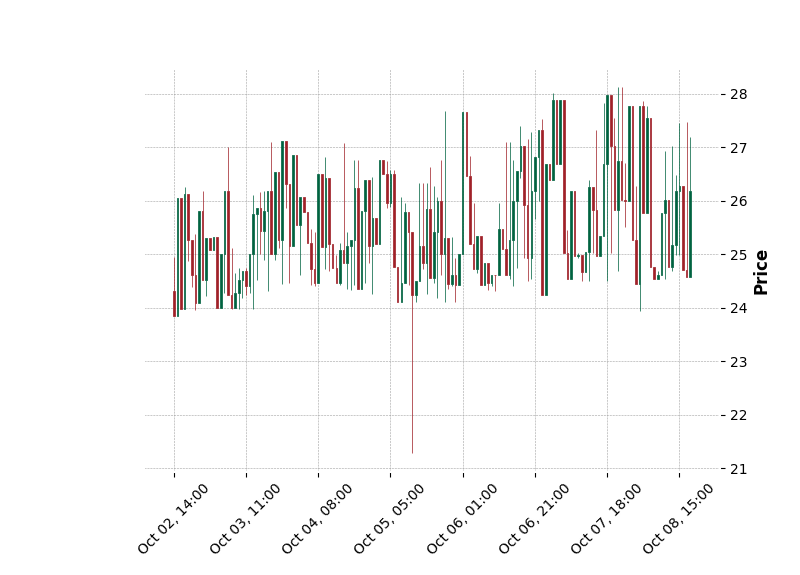 28
27
26
25
24
23
22
21
Price
Oct 02, 14:00
Oct 03, 11:00
Oct 04, 08:00
Oct 05, 05:00
Oct 06, 01:00
Oct 06, 21:00
Oct 07, 18:00
Oct 08, 15:00